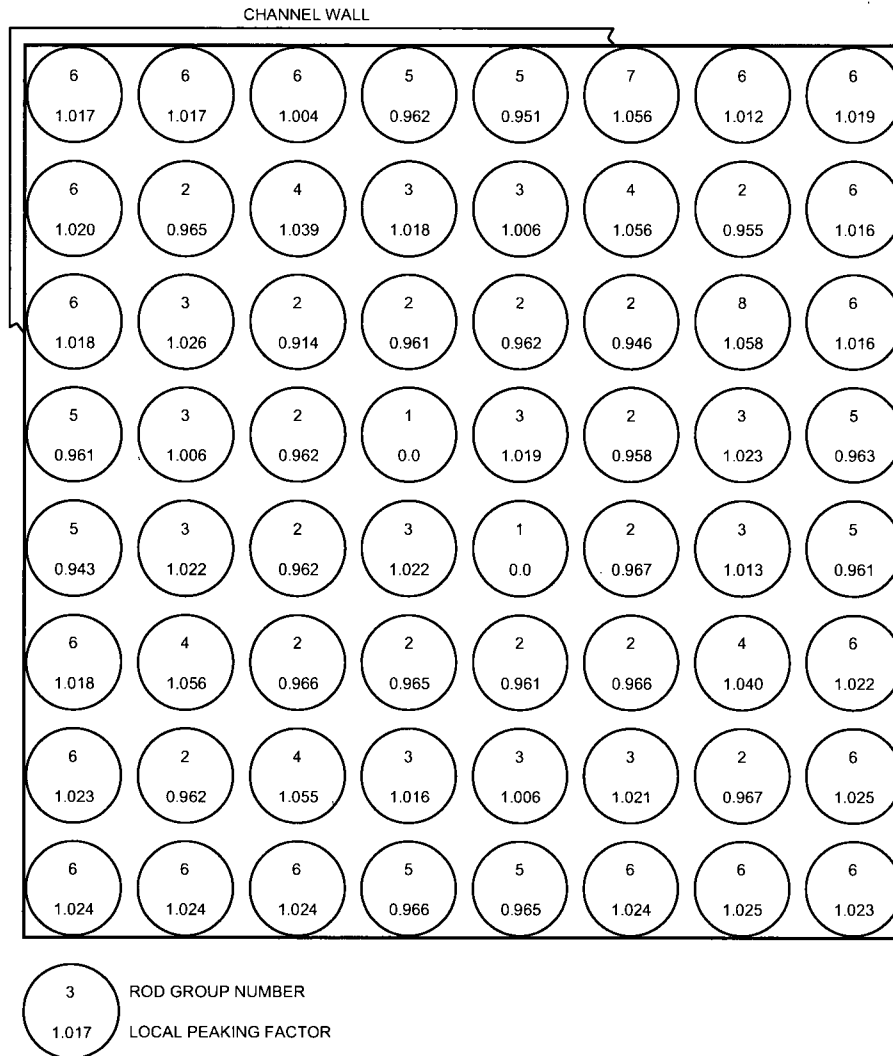 CHANNEL WALL
6 6 6 5 5 7 6 6
1.017 1.017 1.004 0.962 0.951 1.056 1.012 1.019
6 2 4 3 3 4 2 6
1.020 0.965 1.039 1.018 1.006 1.056 0.955 1.016
6 3 2 2 2 2 8 6
1.018 1.026 0.914 0.961 0.962 0.946 1.058 1.016
5 3 2 1 3 2 3 5
0.961 1.006 0.962 0.0 1.019 0.958 1.023 0.963
5 3 2 3 1 2 3 5
0.943 1.022 0.962 1.022 0.0 0.967 1.013 0.961
6 4 2 2 2 2 4 6
1.018 1.056 0.966 0.965 0.961 0.966 1.040 1.022
6 2 4 3 3 3 2 6
1.023 0.962 1.055 1.016 1.006 1.021 0.967 1.025
6 6 6 5 5 6 6 6
1.024 1.024 1.024 0.966 0.965 1.024 1.025 1.023
3 ROD GROUP NUMBER
1.017 LOCAL PEAKING FACTOR